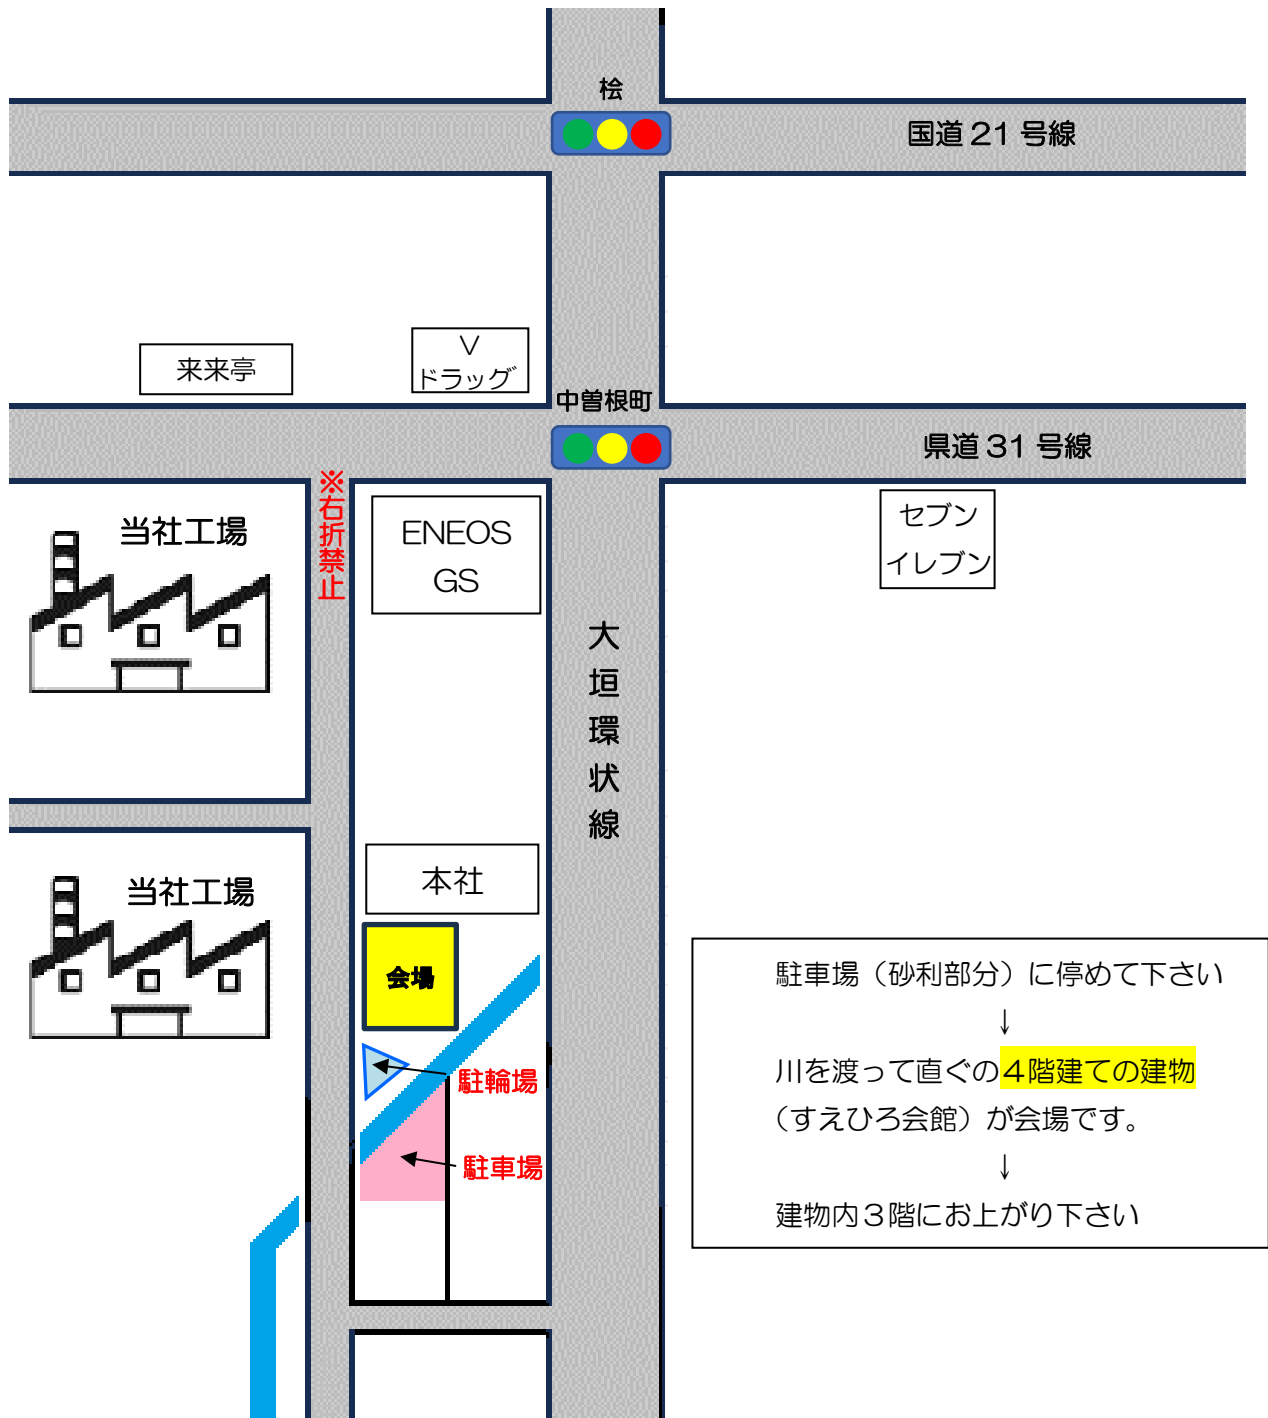 桧
国道21号線
来来亭
V
ドラッグ
中曽根町
県道31号線
※右折禁止
当社工場
ENEOS
GS
セブン
イレブン
大垣環状線
本社
当社工場
会場
駐輪場
駐車場
駐車場（砂利部分）に停めて下さい
↓
川を渡って直ぐの４階建ての建物
（すえひろ会館）が会場です。
↓
建物内３階にお上がり下さい